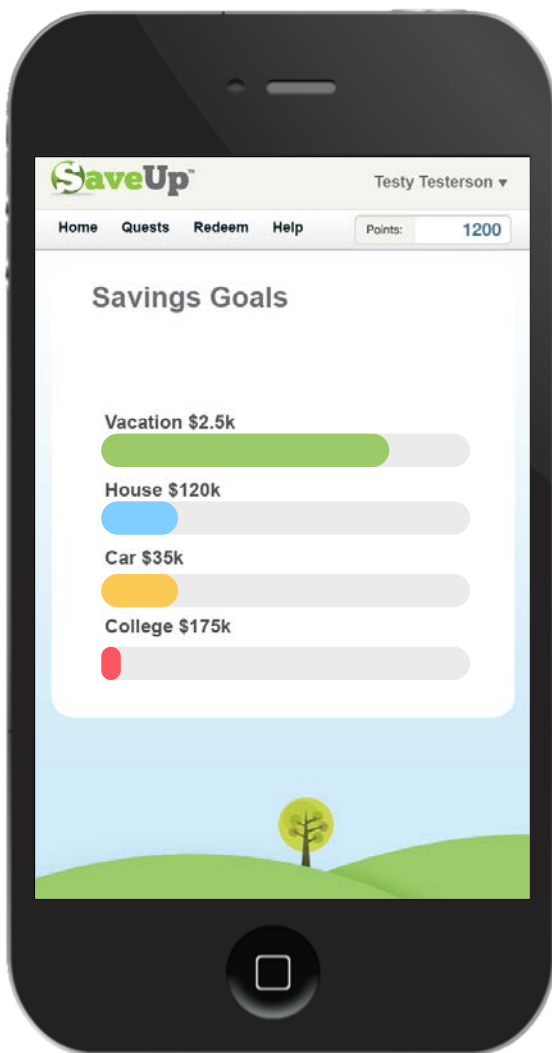 SaveUp™
Testy Testerson ▼
Home Quests Redeem Help
Points: 1200
Savings Goals
Vacation $2.5k
House $120k
Car $35k
College $175k